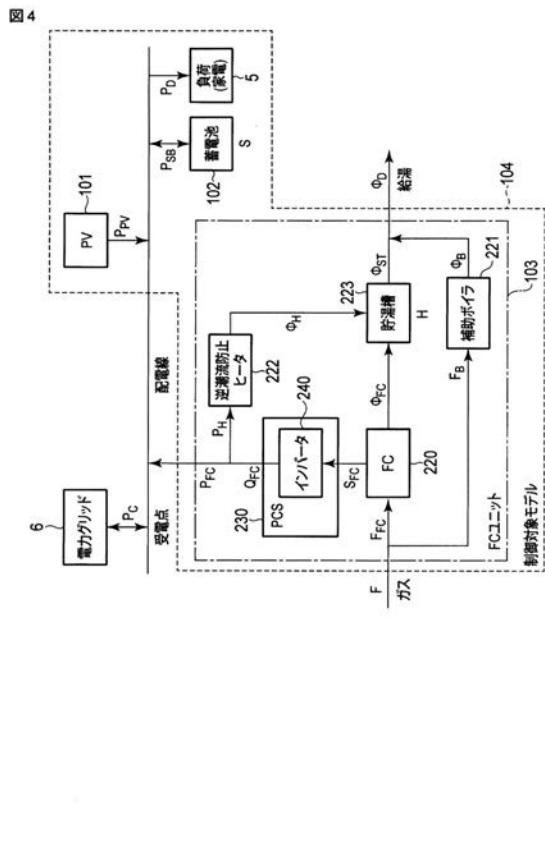 図4
6
電力グリッド
PC
受電点
配電線
101
PV
PPV
PSB
蓄電池
102
S
PD
負荷
(家電)
5
104
103
PFC
PH
逆潮流防止
ヒータ
222
ΦH
QFC
240
インバータ
230
PCS
SFC
223
貯湯槽
H
ΦST
ΦD
給湯
F
ガス
FFC
FC
220
ΦFC
FB
補助ボイラ
221
ΦB
FCユニット
制御対象モデル